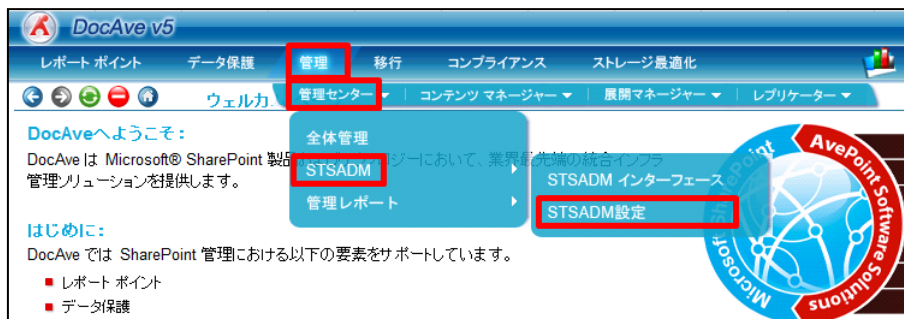 DocAve v5
レポート ポイント データ保護 管理 移行 コンプライアンス ストレージ最適化
ウェルカ 管理センター コンテンツ マネージャー 展開マネージャー レプリケーター
DocAveへようこそ：
DocAve は Microsoft® SharePoint 製品 ロジーにおいて、業界最先端の統合インフラ
管理ソリューションを提供します。
全体管理
STSADM
管理レポート
STSADM インターフェース
STSADM設定
はじめに：
DocAve では SharePoint 管理における以下の要素をサポートしています。
レポート ポイント
データ保護
Microsoft SharePoint
AvePoint Software Solutions